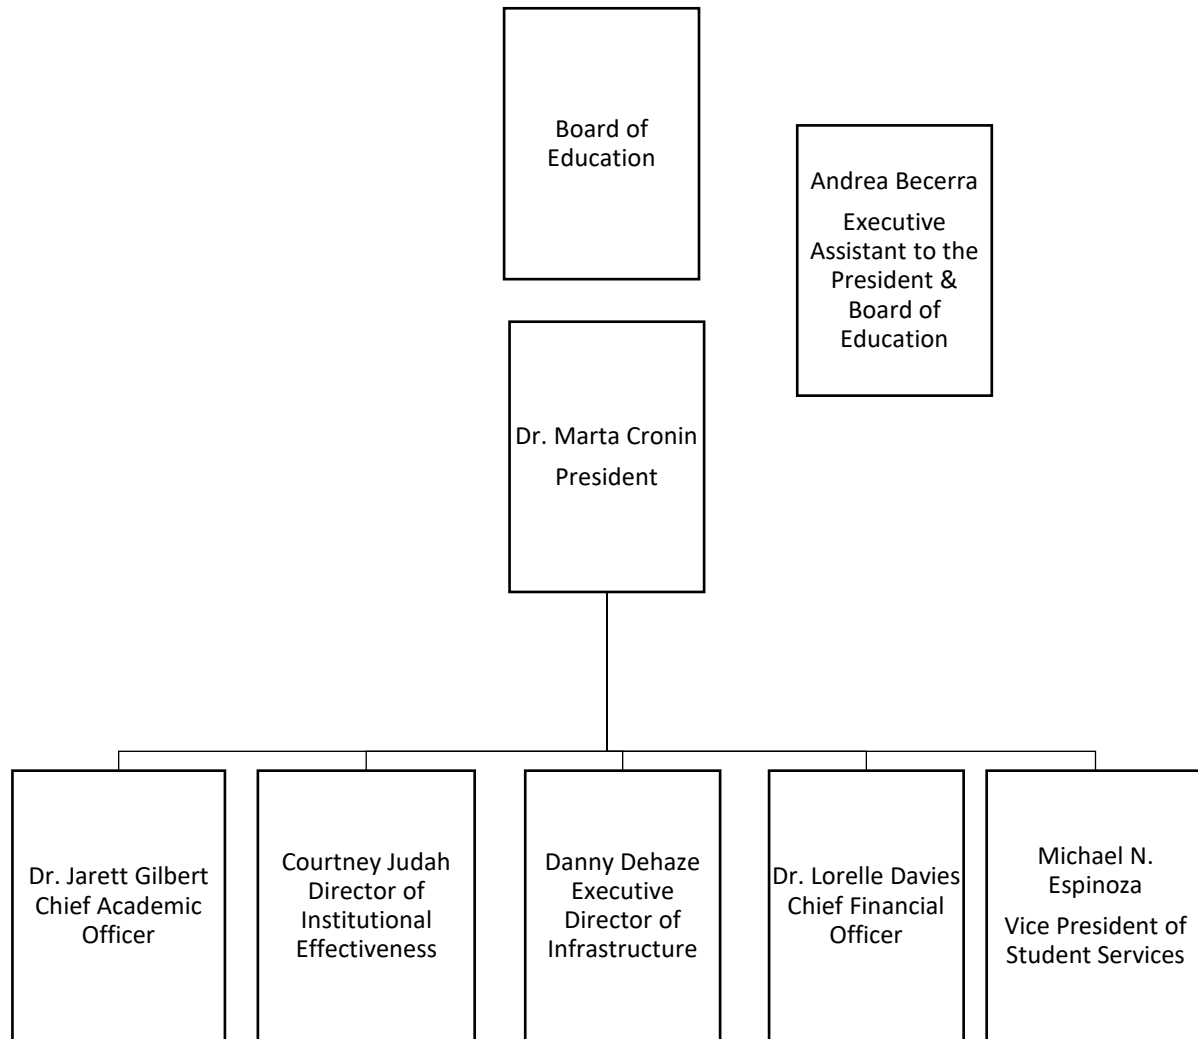 Board of
Education
Andrea Becerra
Executive
Assistant to the
President &
Board of
Education
Dr. Marta Cronin
President
Dr. Jarett Gilbert
Chief Academic
Officer
Courtney Judah
Director of
Institutional
Effectiveness
Danny Dehaze
Executive
Director of
Infrastructure
Dr. Lorelle Davies
Chief Financial
Officer
Michael N.
Espinoza
Vice President of
Student Services